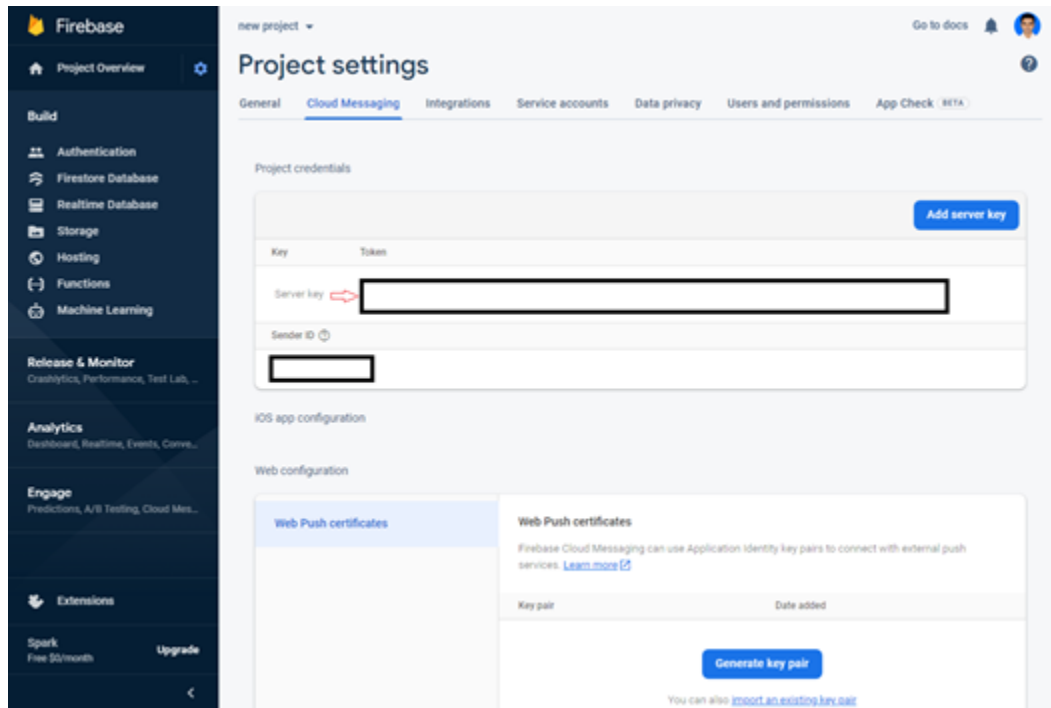 Firebase
Project Overview
Build
Authentication
Firestore Database
Realtime Database
Storage
Hosting
Functions
Machine Learning
Release & Monitor
Crashlytics, Performance, Test Lab, ...
Analytics
Dashboard, Realtime, Events, Conve...
Engage
Predictions, A/B Testing, Cloud Mes...
Extensions
Spark
Free $0/month
Upgrade
new project
Go to docs
Project settings
General Cloud Messaging Integrations Service accounts Data privacy Users and permissions App Check BETA
Project credentials
Add server key
Key Token
Server key
Sender ID
iOS app configuration
Web configuration
Web Push certificates
Web Push certificates
Firebase Cloud Messaging can use Application Identity key pairs to connect with external push
services. Learn more
Key pair Date added
Generate key pair
You can also import an existing key pair